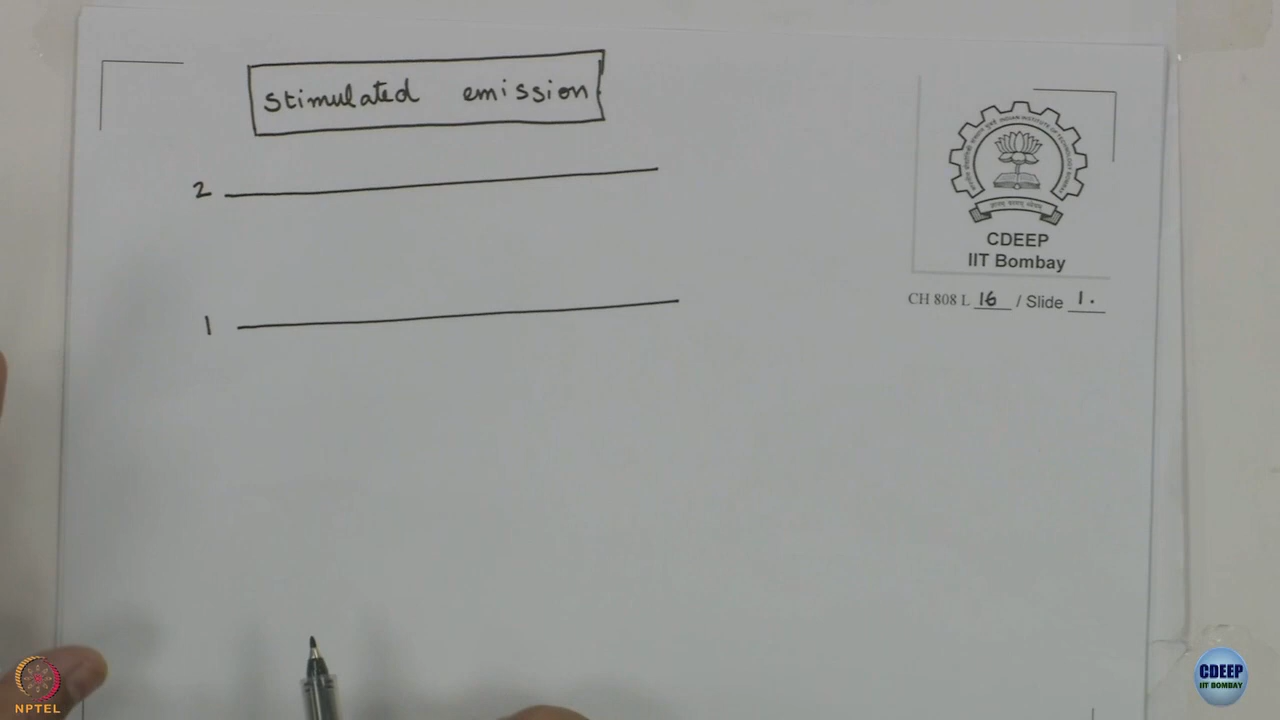 stimulated emission
2
1
CDEEP
IIT Bombay
CH 808 L 16 / Slide 1.
NPTEL
CDEEP
IIT BOMBAY